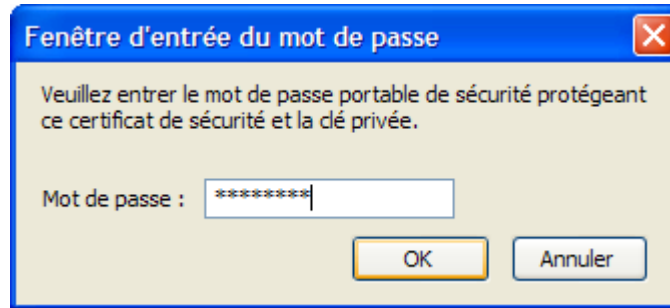 Fenêtre d'entrée du mot de passe
Veuillez entrer le mot de passe portable de sécurité protégeant
ce certificat de sécurité et la clé privée.
Mot de passe : ********
OK Annuler